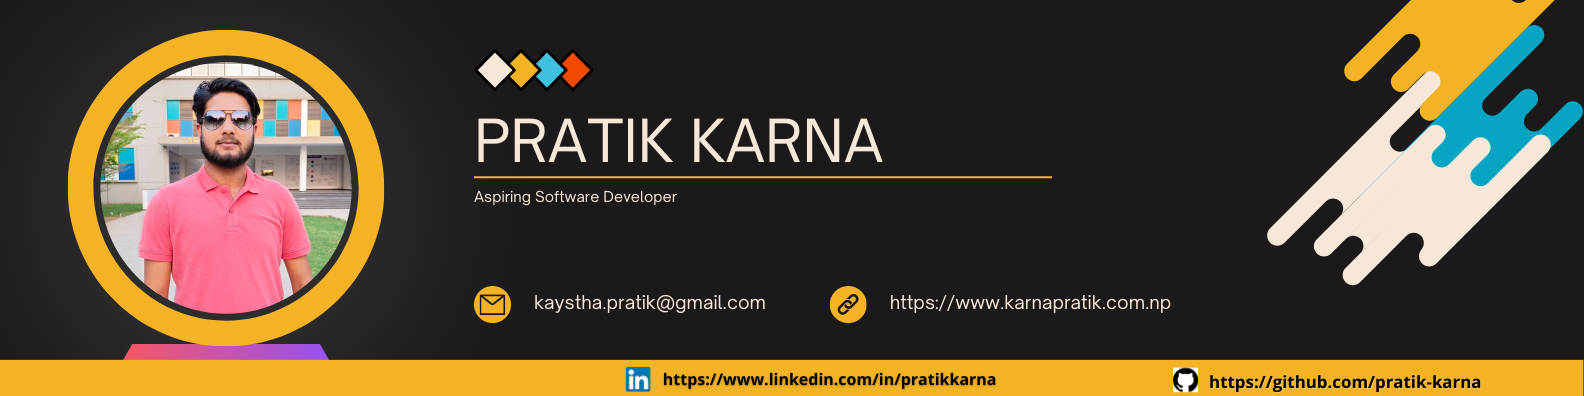 PRATIK KARNA
Aspiring Software Developer
kaystha.pratik@gmail.com
https://www.karnapratik.com.np
https://www.linkedin.com/in/pratikkarna
https://github.com/pratik-karna